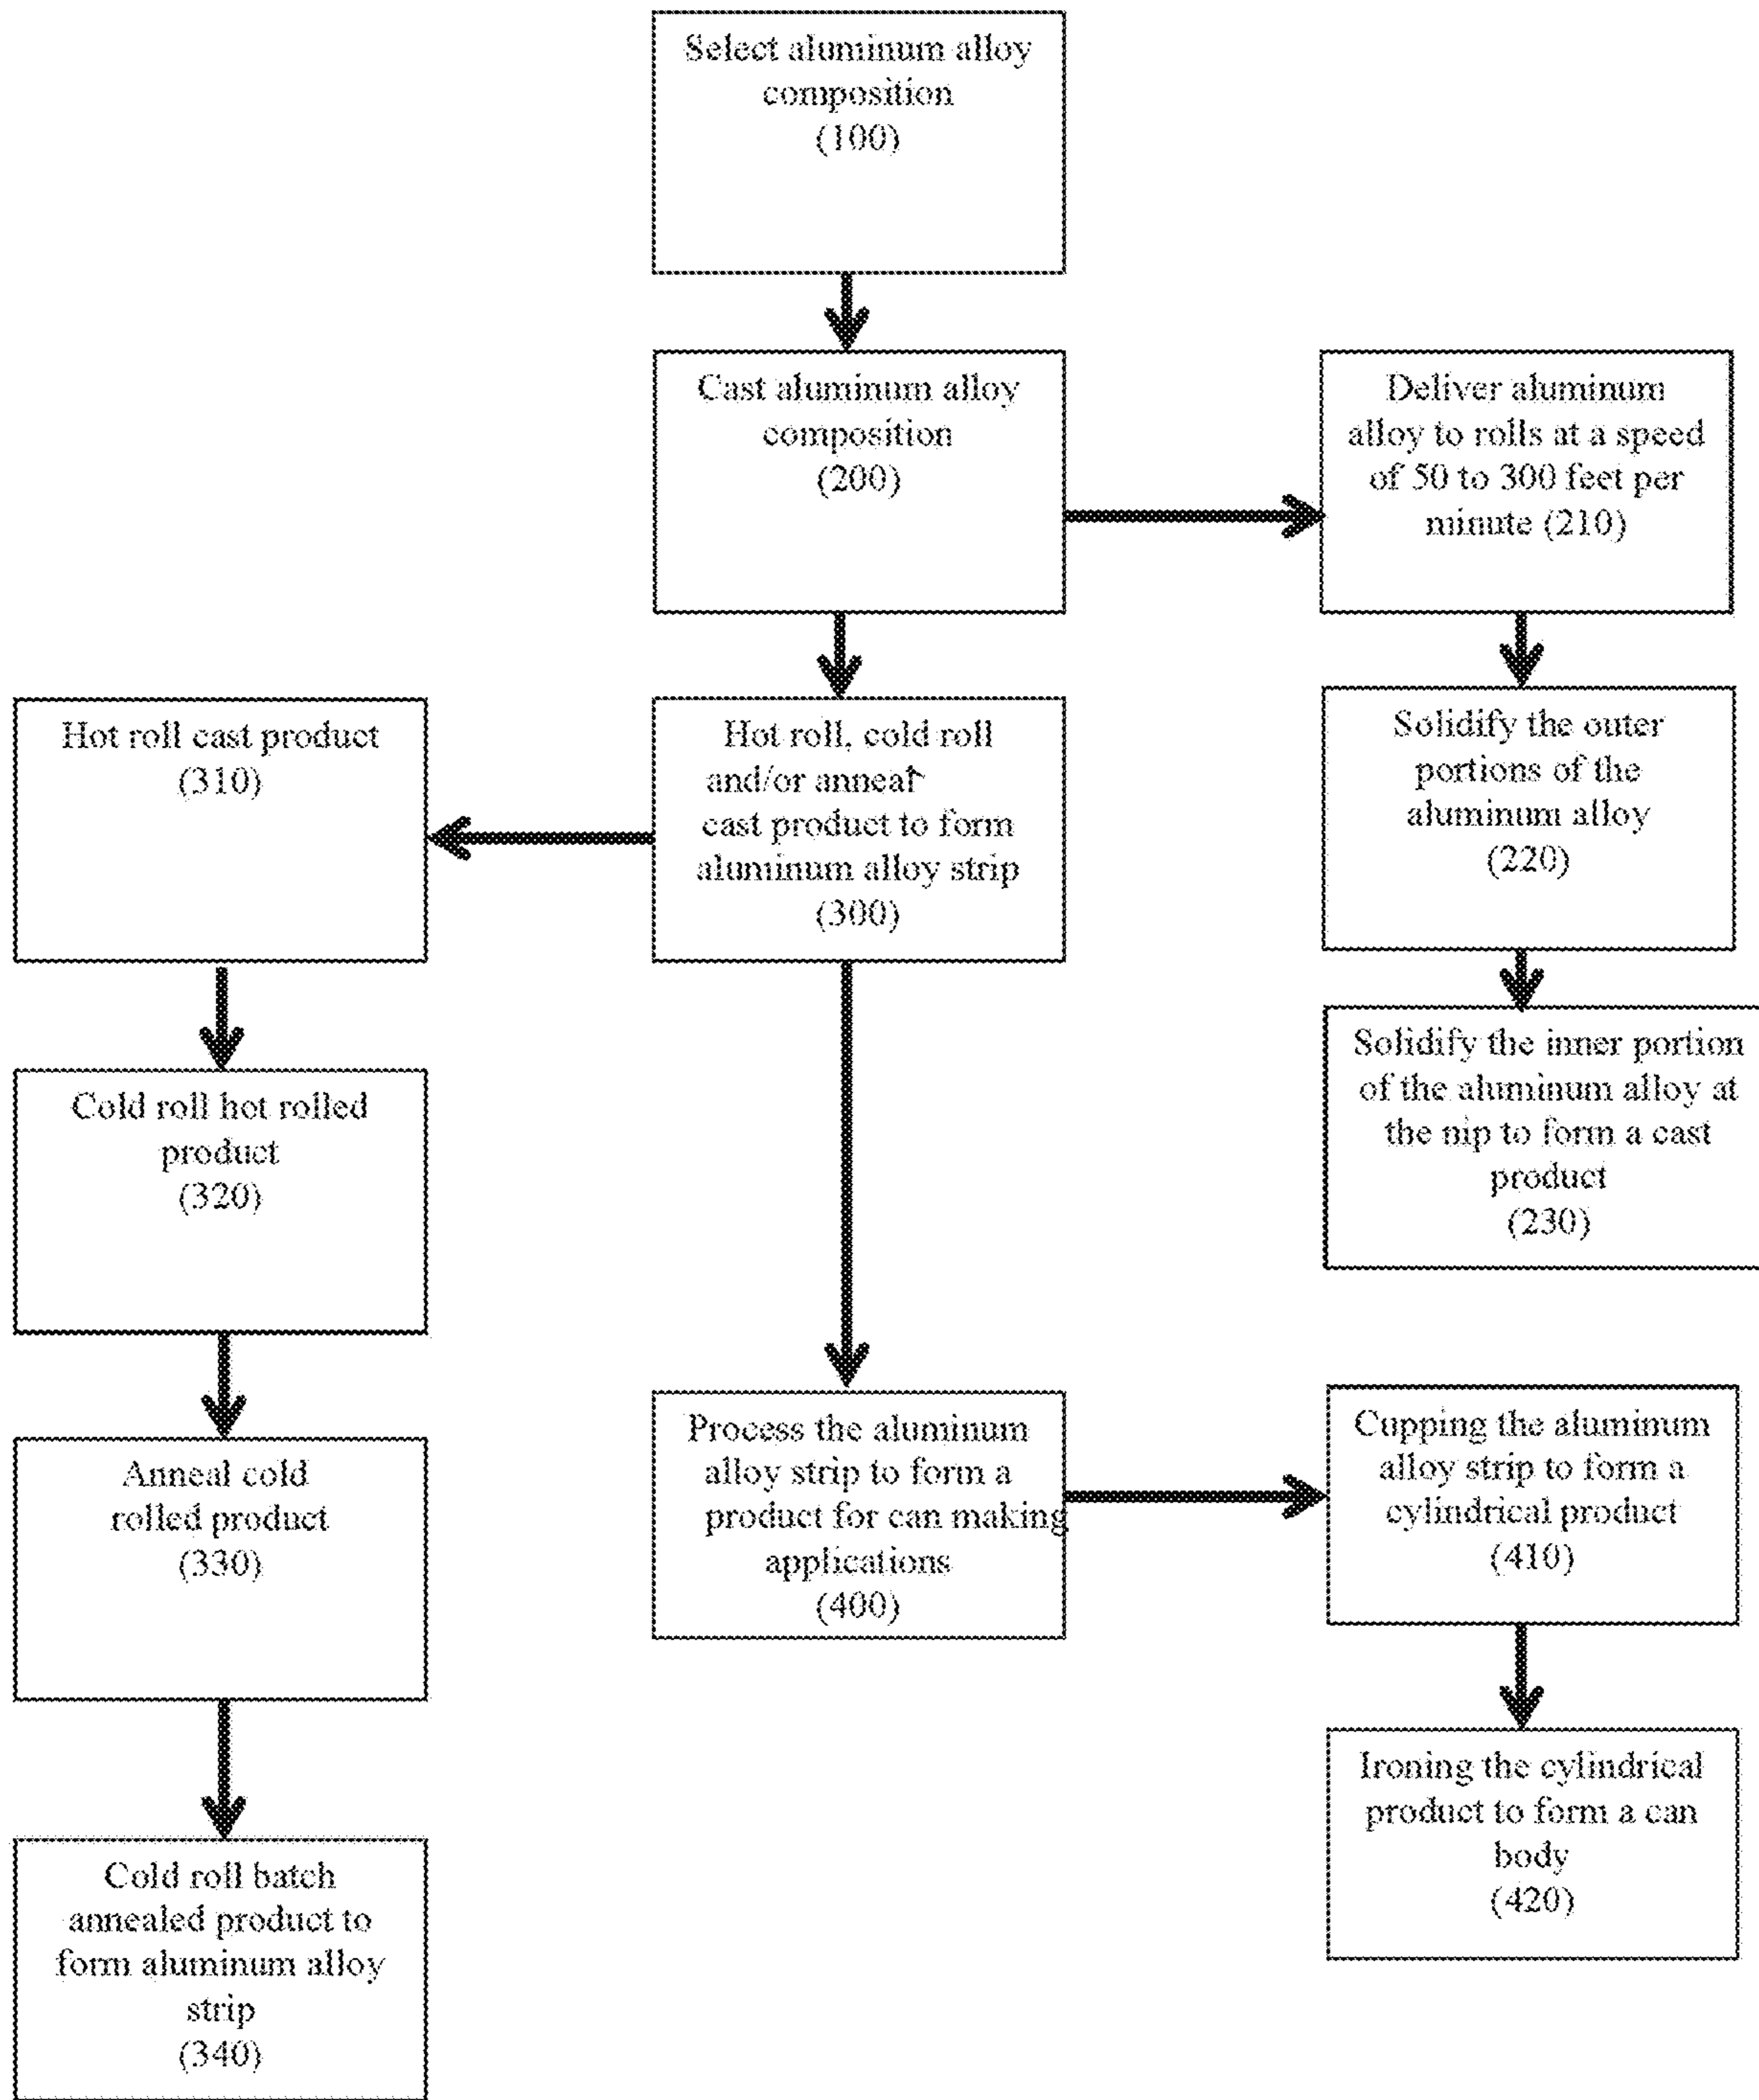 Select aluminum alloy
composition
(100)
Cast aluminum alloy
composition
(200)
Deliver aluminum
alloy to rolls at a speed
of 50 to 300 feet per
minute (210)
Hot roll cast product
(310)
Hot roll, cold roll
and/or anneal
cast product to form
aluminum alloy strip
(300)
Solidify the outer
portions of the
aluminum alloy
(220)
Solidify the inner portion
of the aluminum alloy at
the nip to form a cast
product
(230)
Cold roll hot rolled
product
(320)
Anneal cold
rolled product
(330)
Process the aluminum
alloy strip to form a
product for can making
applications
(400)
Cupping the aluminum
alloy strip to form a
cylindrical product
(410)
Ironing the cylindrical
product to form a can
body
(420)
Cold roll batch
annealed product to
form aluminum alloy
strip
(340)